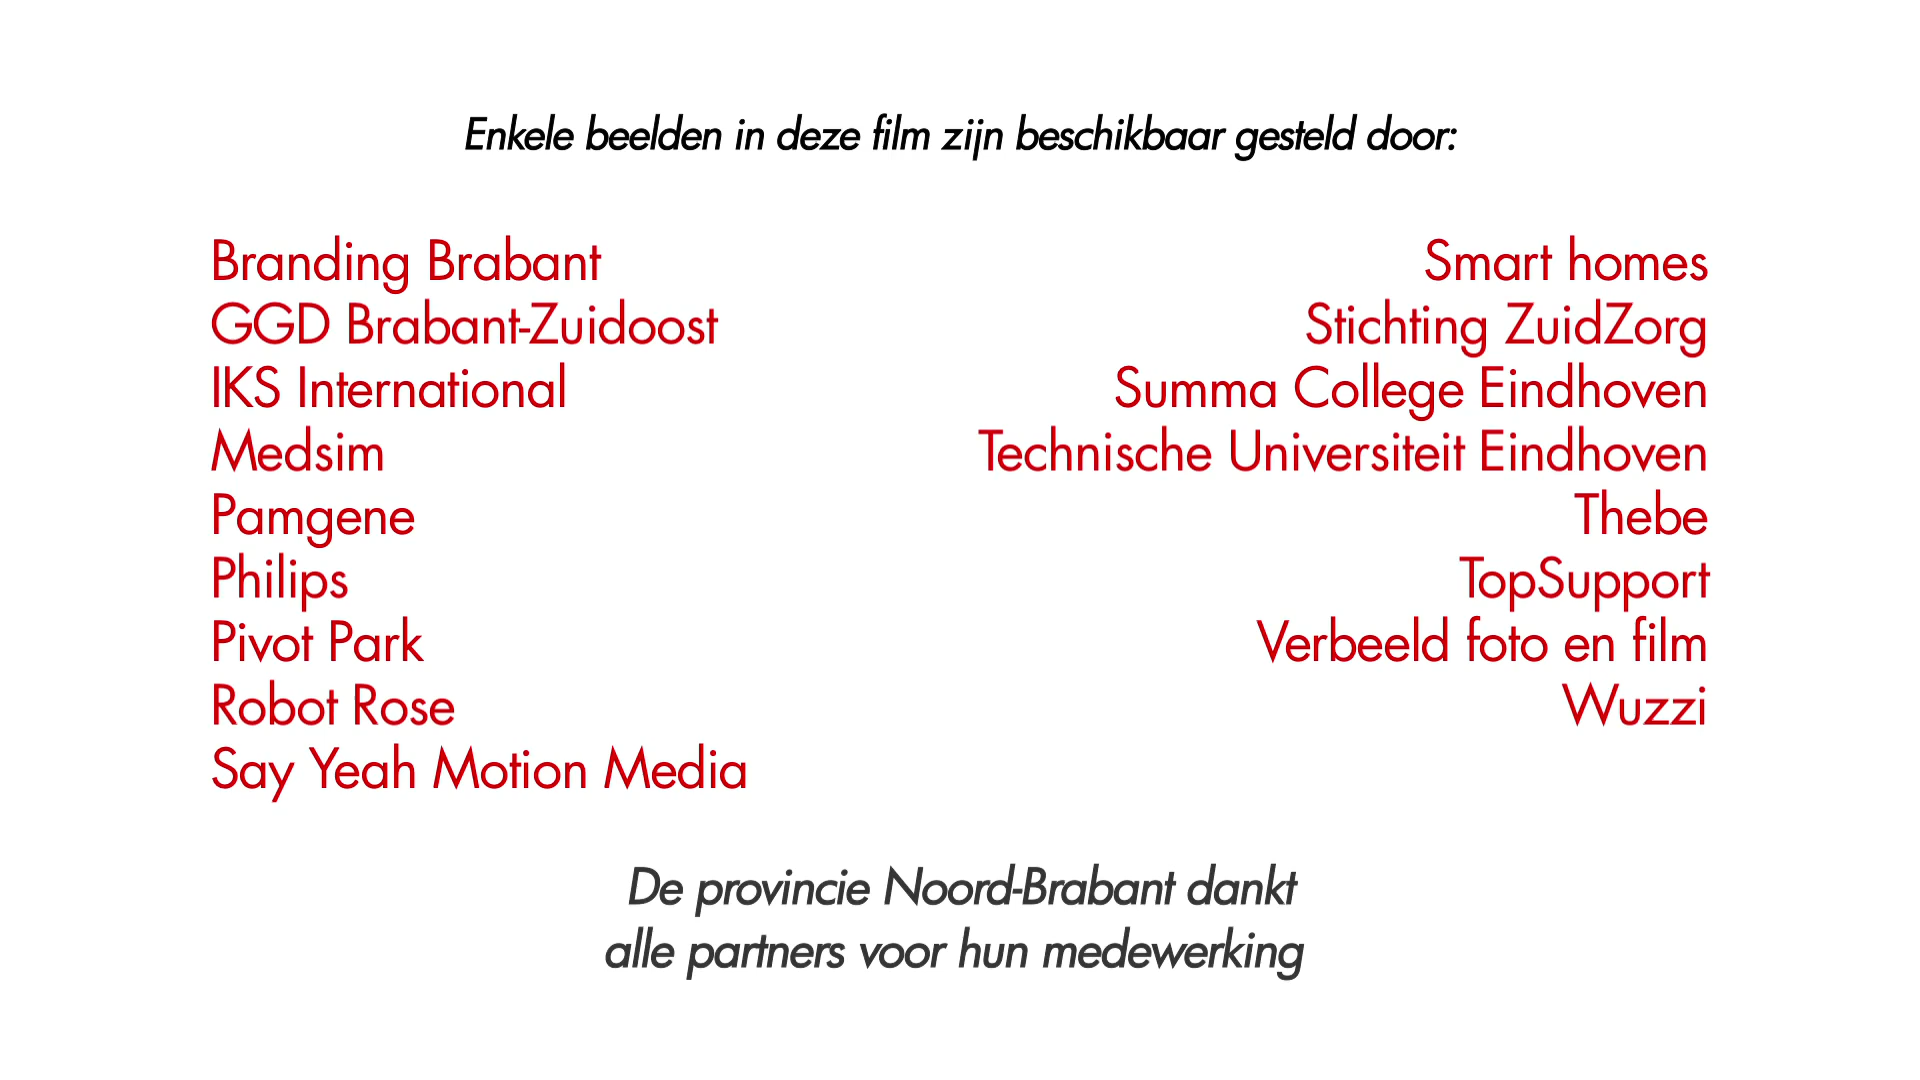 Enkele beelden in deze film zijn beschikbaar gesteld door:
Branding Brabant
GGD Brabant-Zuidoost
IKS International
Medsim
Pamgene
Philips
Pivot Park
Robot Rose
Say Yeah Motion Media
Smart homes
Stichting ZuidZorg
Summa College Eindhoven
Technische Universiteit Eindhoven
Thebe
TopSupport
Verbeeld foto en film
Wuzzi
De provincie Noord-Brabant dankt
alle partners voor hun medewerking